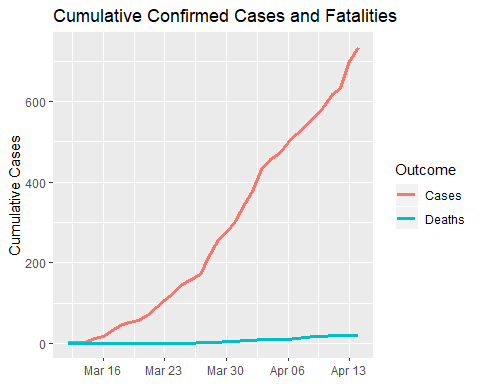 Cumulative Confirmed Cases and Fatalities
Cumulative Cases
600
400
200
0
Mar 16 Mar 23 Mar 30 Apr 06 Apr 13
Outcome
Cases
Deaths